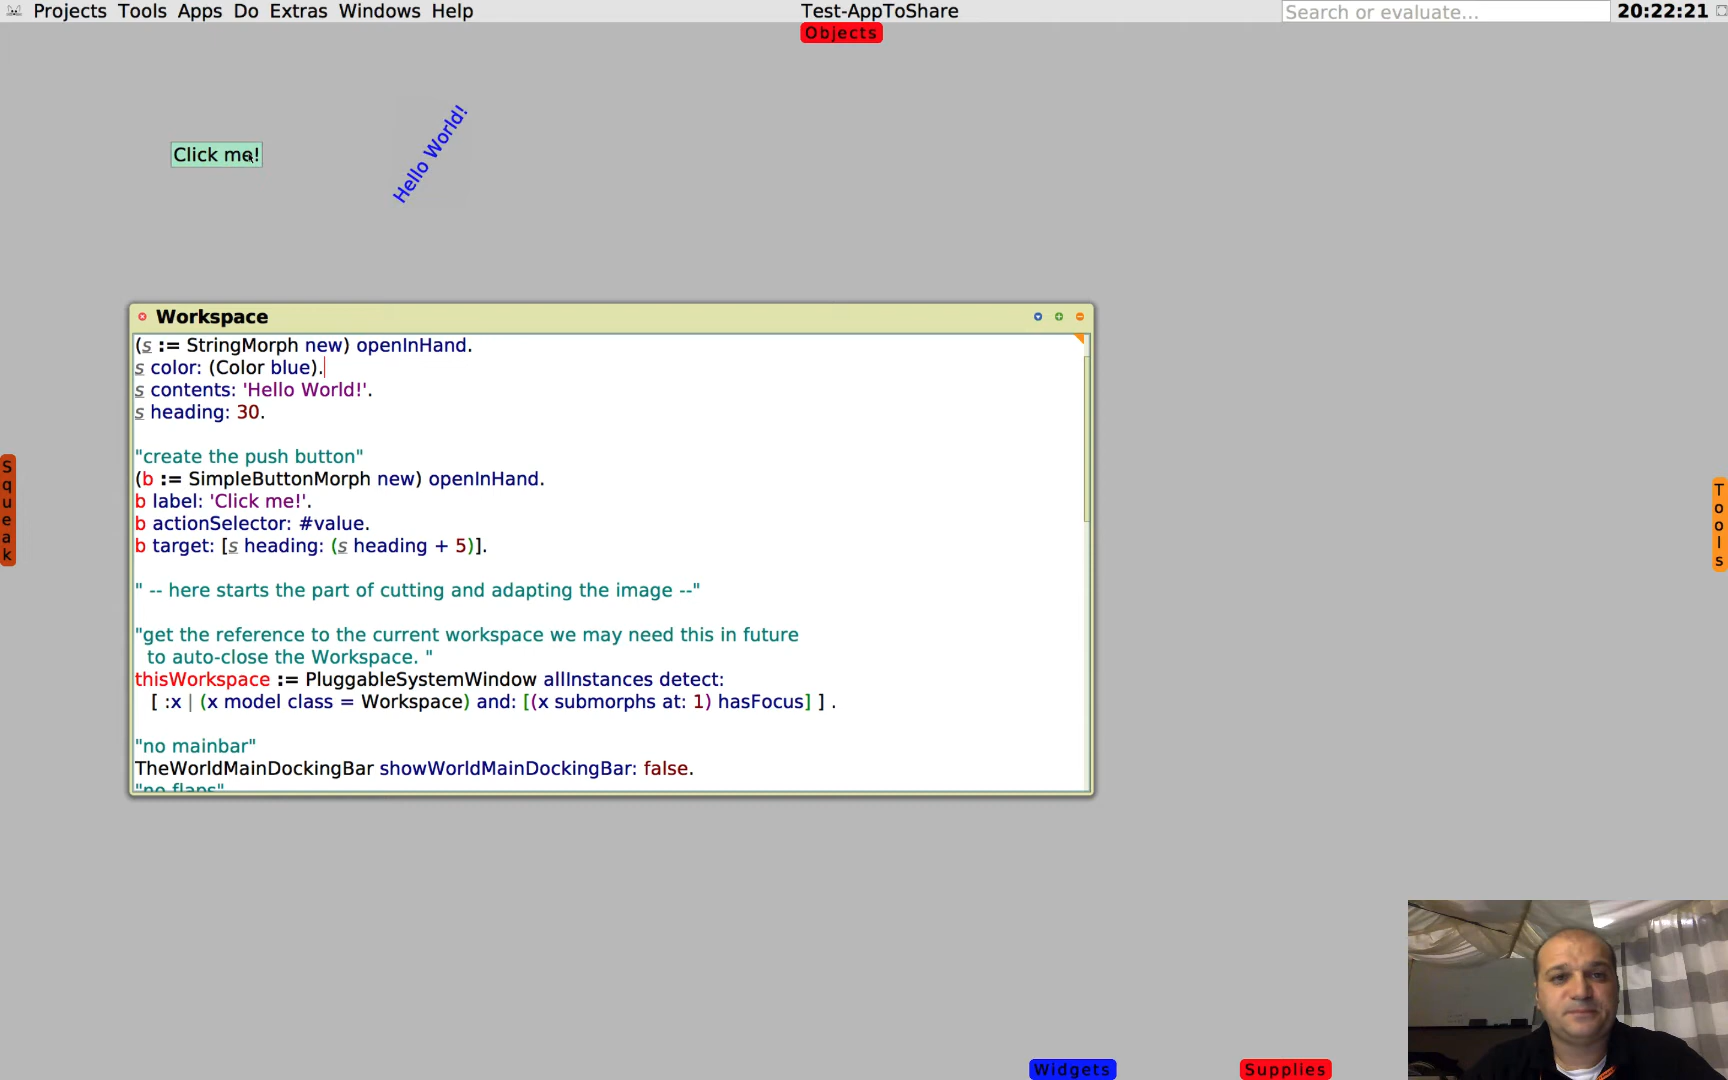 Projects Tools Apps Do Extras Windows Help
Test-AppToShare
Search or evaluate...
20:22:21
Objects
Click me!
Hello World!
Workspace
(s := StringMorph new) openInHand.
s color: (Color blue).
s contents: 'Hello World!'.
s heading: 30.
"create the push button"
(b := SimpleButtonMorph new) openInHand.
b label: 'Click me!'.
b actionSelector: #value.
b target: [s heading: (s heading + 5)].
" -- here starts the part of cutting and adapting the image --"
"get the reference to the current workspace we may need this in future
to auto-close the Workspace. "
thisWorkspace := PluggableSystemWindow allInstances detect:
[ :x | (x model class = Workspace) and: [(x submorphs at: 1) hasFocus] ] .
"no mainbar"
TheWorldMainDockingBar showWorldMainDockingBar: false.
"no flaps"
Squeak
Tools
Widgets
Supplies